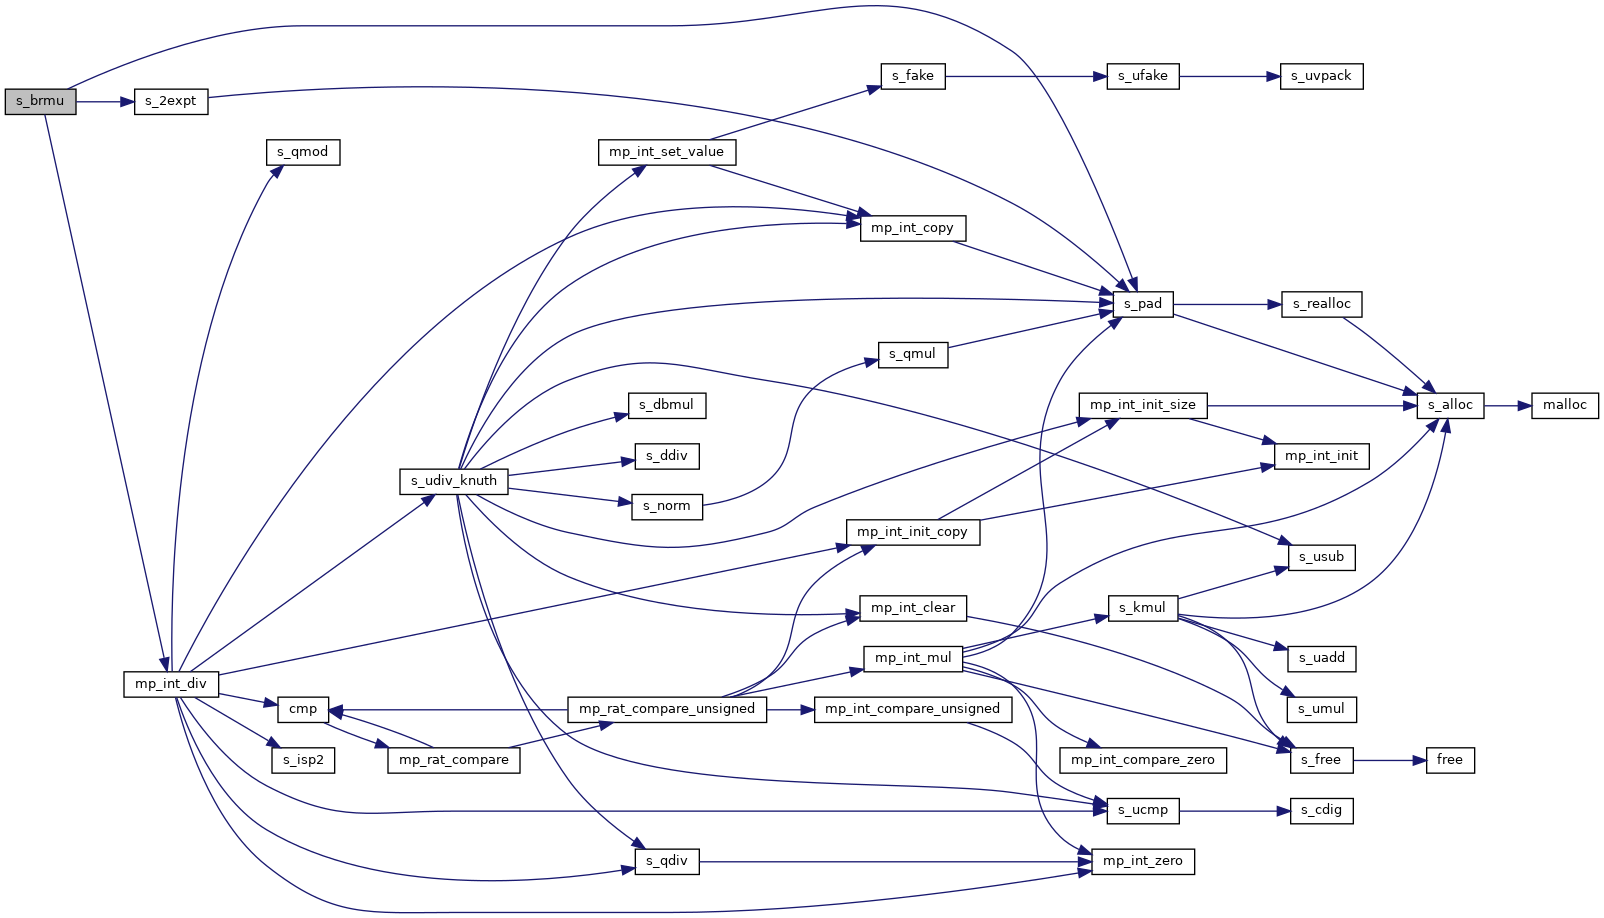 s_fake
s_ufake
s_uvpack
s_brmu
s_2expt
s_qmod
mp_int_set_value
mp_int_copy
s_pad
s_realloc
s_qmul
s_dbmul
mp_int_init_size
s_alloc
malloc
s_ddiv
mp_int_init
s_udiv_knuth
s_norm
mp_int_init_copy
s_usub
mp_int_clear
s_kmul
mp_int_mul
s_uadd
mp_int_div
cmp
mp_rat_compare_unsigned
mp_int_compare_unsigned
s_umul
s_isp2
mp_rat_compare
mp_int_compare_zero
s_free
free
s_ucmp
s_cdig
s_qdiv
mp_int_zero